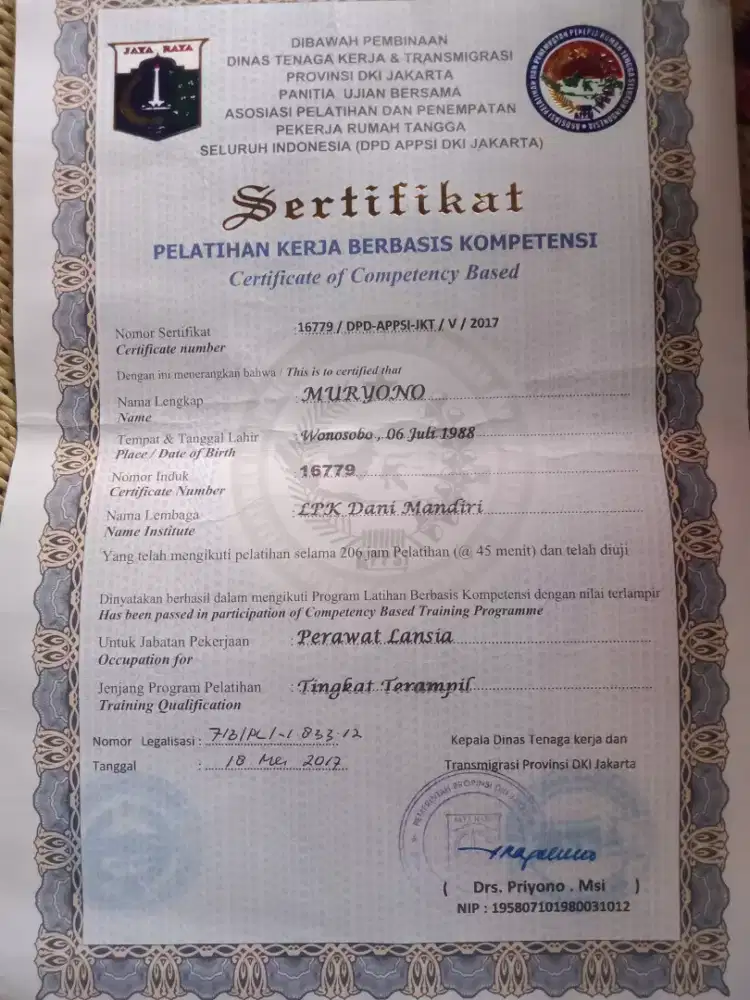 JAYA RAYA
DIBAWAH PEMBINAAN
DINAS TENAGA KERJA & TRANSMIGRASI
PROVINSI DKI JAKARTA
PANITIA UJIAN BERSAMA
ASOSIASI PELATIHAN DAN PENEMPATAN
PEKERJA RUMAH TANGGA
SELURUH INDONESIA (DPD APPSI DKI JAKARTA)
Sertifikat
PELATIHAN KERJA BERBASIS KOMPETENSI
Certificate of Competency Based
Nomor Sertifikat : 16779 / DPD-APPSI-JKT / V / 2017
Certificate number
Dengan ini menerangkan bahwa / This is to certified that
Nama Lengkap : MURYONO
Name
Tempat & Tanggal Lahir : Wonosobo, 06 Juli 1988
Place / Date of Birth
Nomor Induk : 16779
Certificate Number
Nama Lembaga : LPK Dani Mandiri
Name Institute
Yang telah mengikuti pelatihan selama 206 jam Pelatihan (@ 45 menit) dan telah diuji
Dinyatakan berhasil dalam mengikuti Program Latihan Berbasis Kompetensi dengan nilai terlampir
Has been passed in participation of Competency Based Training Programme
Untuk Jabatan Pekerjaan : Perawat Lansia
Occupation for
Jenjang Program Pelatihan : Tingkat Terampil
Training Qualification
Nomor Legalisasi :
Tanggal : 18 Mei 2017
Kepala Dinas Tenaga kerja dan
Transmigrasi Provinsi DKI Jakarta
( Drs. Priyono . Msi )
NIP : 195807101980031012